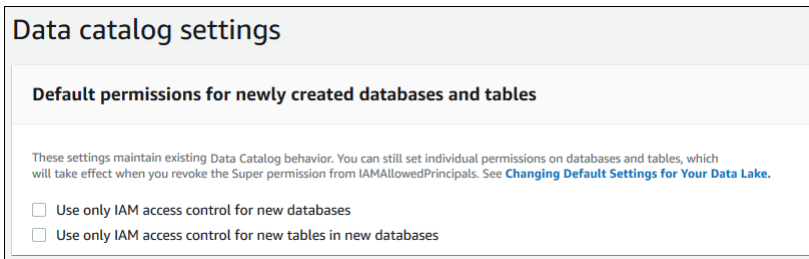 Data catalog settings
Default permissions for newly created databases and tables
These settings maintain existing Data Catalog behavior. You can still set individual permissions on databases and tables, which
will take effect when you revoke the Super permission from IAMAllowedPrincipals. See Changing Default Settings for Your Data Lake.
Use only IAM access control for new databases
Use only IAM access control for new tables in new databases